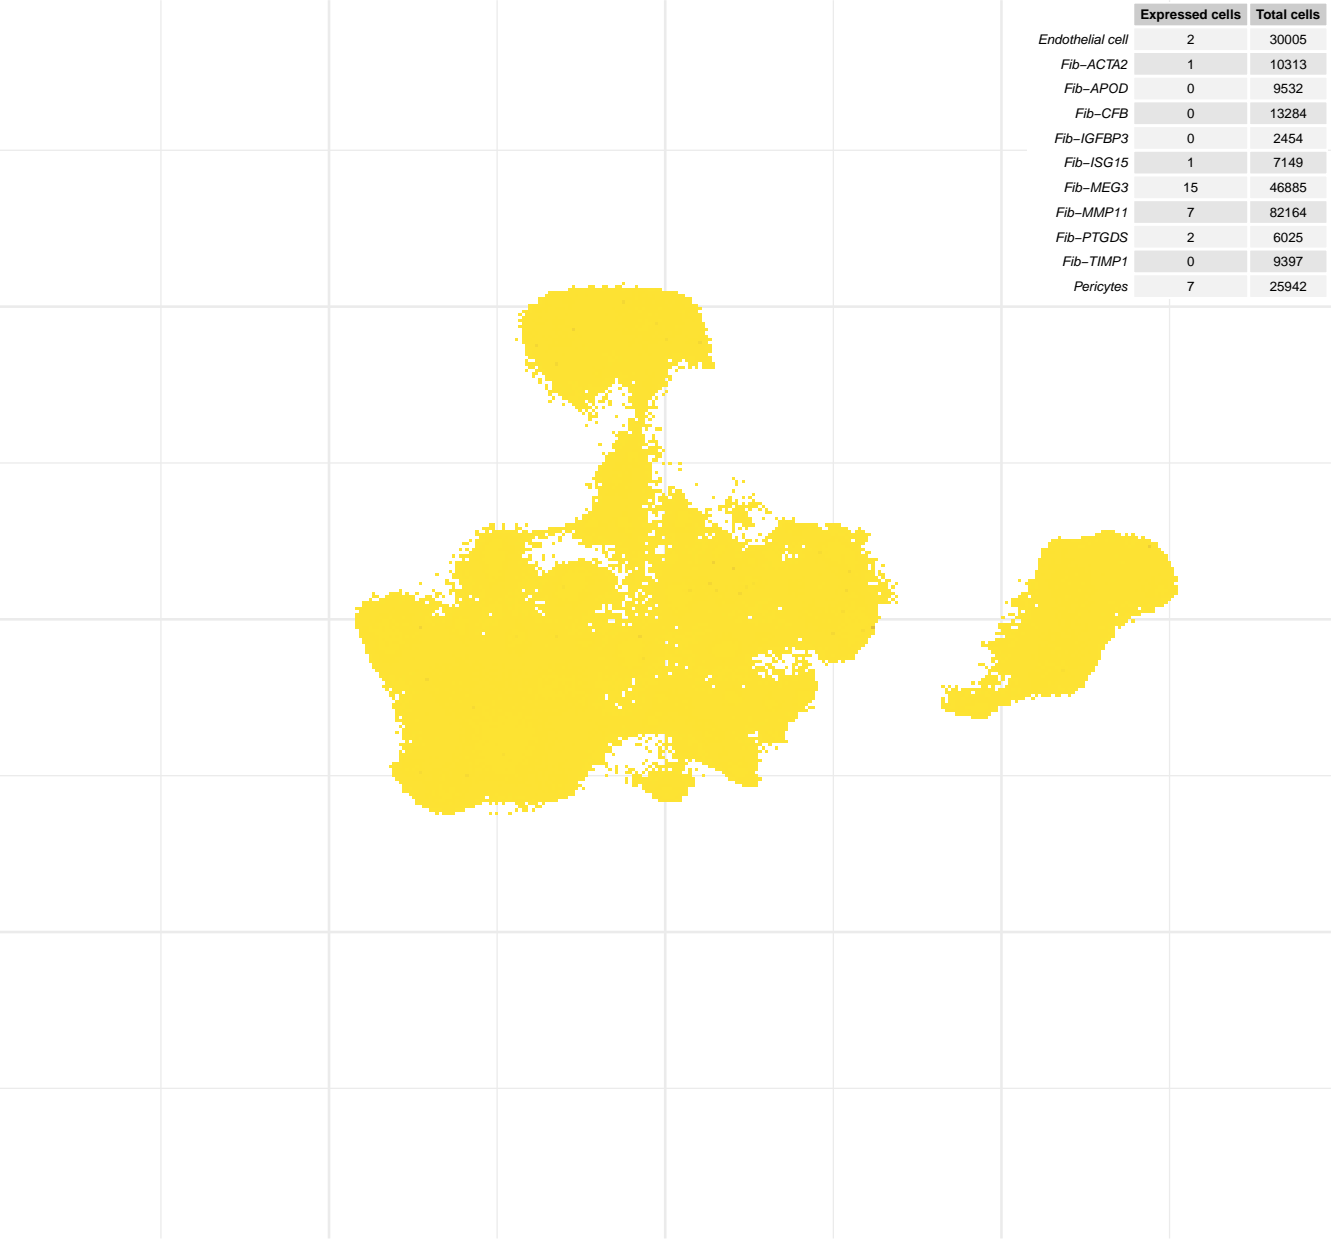 Expressed cells Total cells
Endothelial cell 2 30005
Fib−ACTA2 1 10313
Fib−APOD 0 9532
Fib−CFB 0 13284
Fib−IGFBP3 0 2454
Fib−ISG15 1 7149
Fib−MEG3 15 46885
Fib−MMP11 7 82164
Fib−PTGDS 2 6025
Fib−TIMP1 0 9397
Pericytes 7 25942